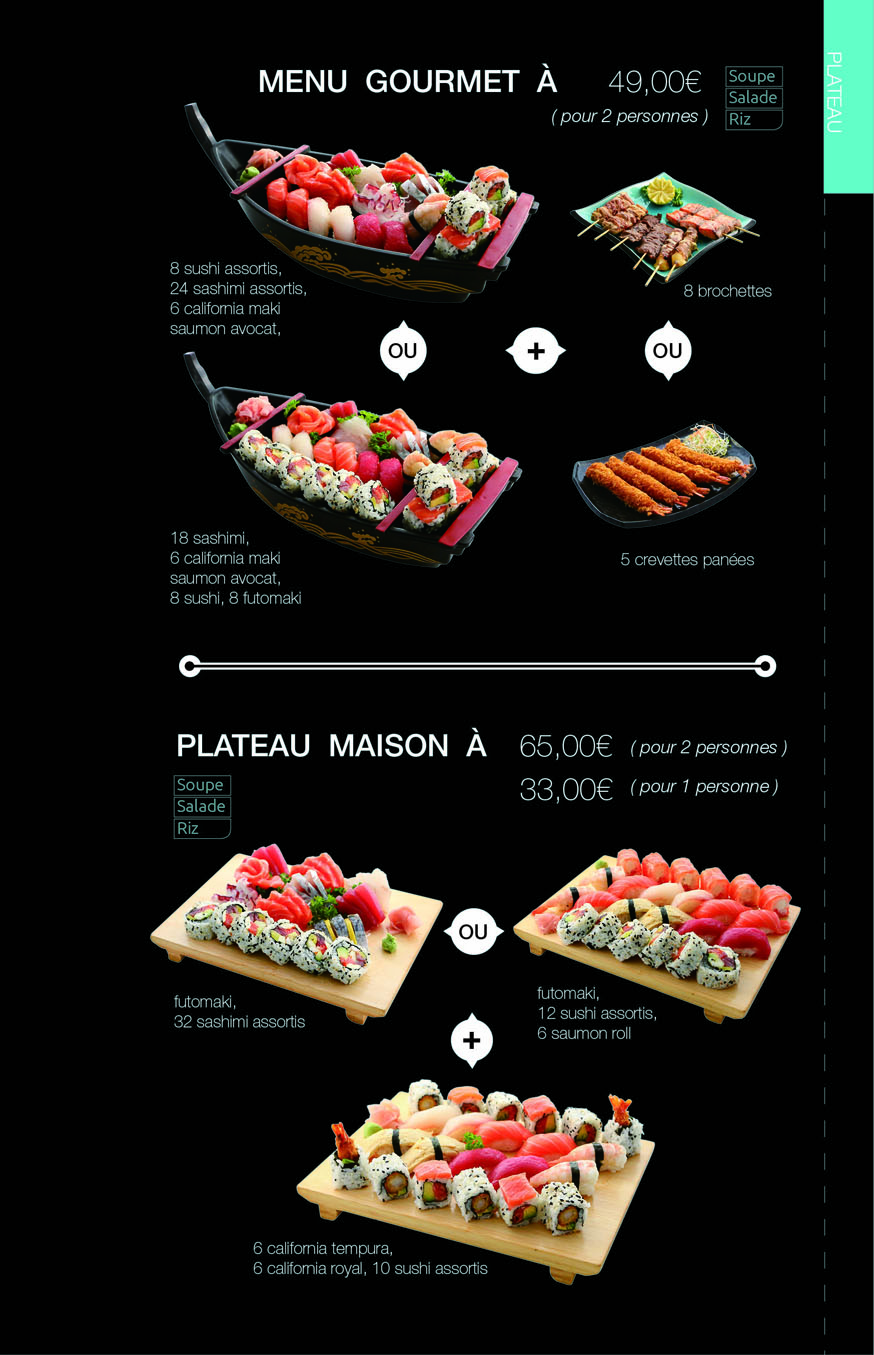 PLATEAU
MENU GOURMET À 49,00€
( pour 2 personnes )
Soupe
Salade
Riz
8 sushi assortis,
24 sashimi assortis,
6 california maki
saumon avocat,
8 brochettes
OU
+
OU
18 sashimi,
6 california maki
saumon avocat,
8 sushi, 8 futomaki
5 crevettes panées
PLATEAU MAISON À 65,00€ ( pour 2 personnes )
33,00€ ( pour 1 personne )
Soupe
Salade
Riz
OU
futomaki,
32 sashimi assortis
futomaki,
12 sushi assortis,
6 saumon roll
+
6 california tempura,
6 california royal, 10 sushi assortis